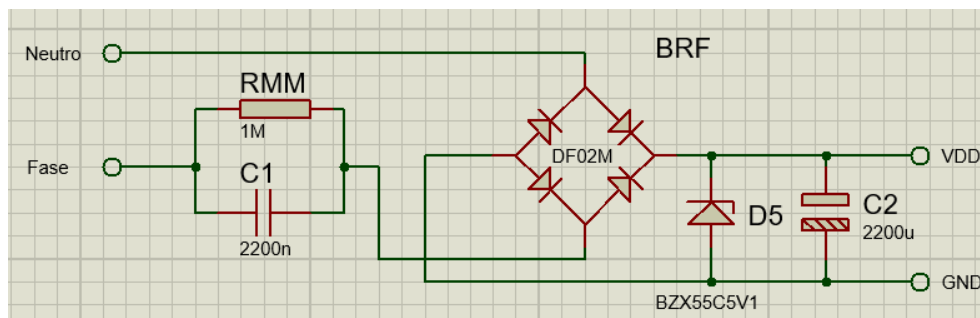 Neutro
BRF
RMM
1M
DF02M
Fase
VDD
C1
2200n
D5
C2
2200u
BZX55C5V1
GND